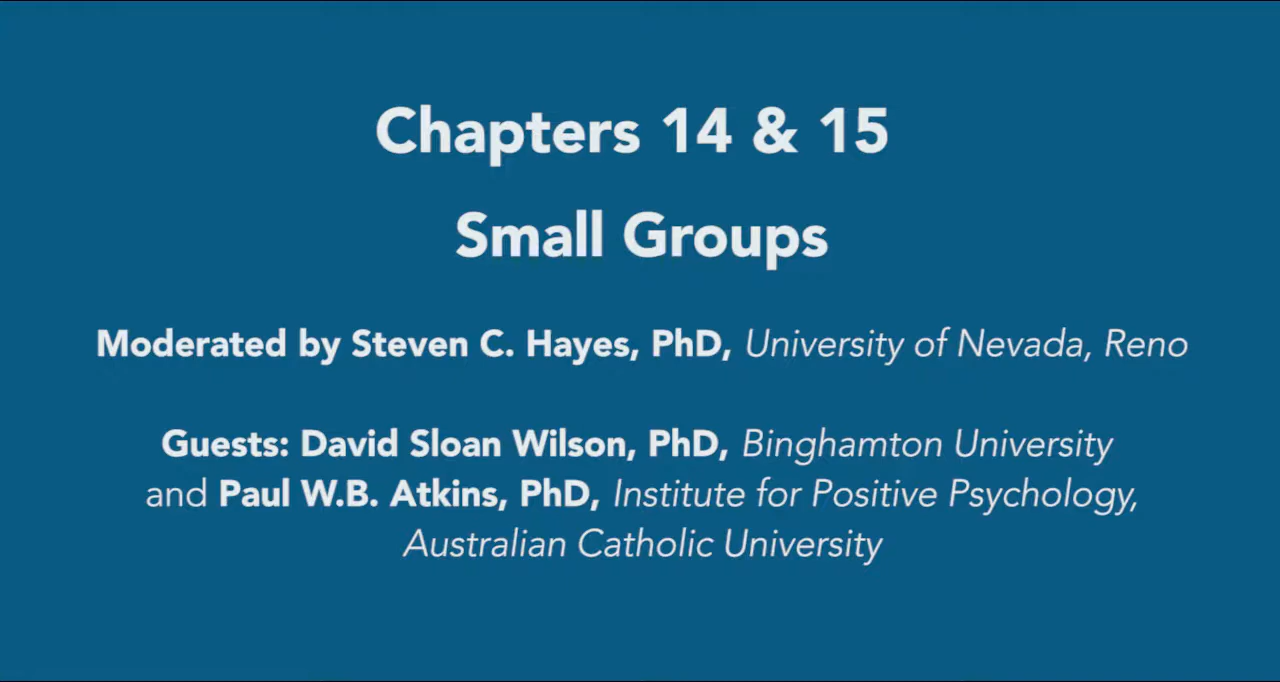 Chapters 14 & 15
Small Groups
Moderated by Steven C. Hayes, PhD, University of Nevada, Reno
Guests: David Sloan Wilson, PhD, Binghamton University
and Paul W.B. Atkins, PhD, Institute for Positive Psychology,
Australian Catholic University